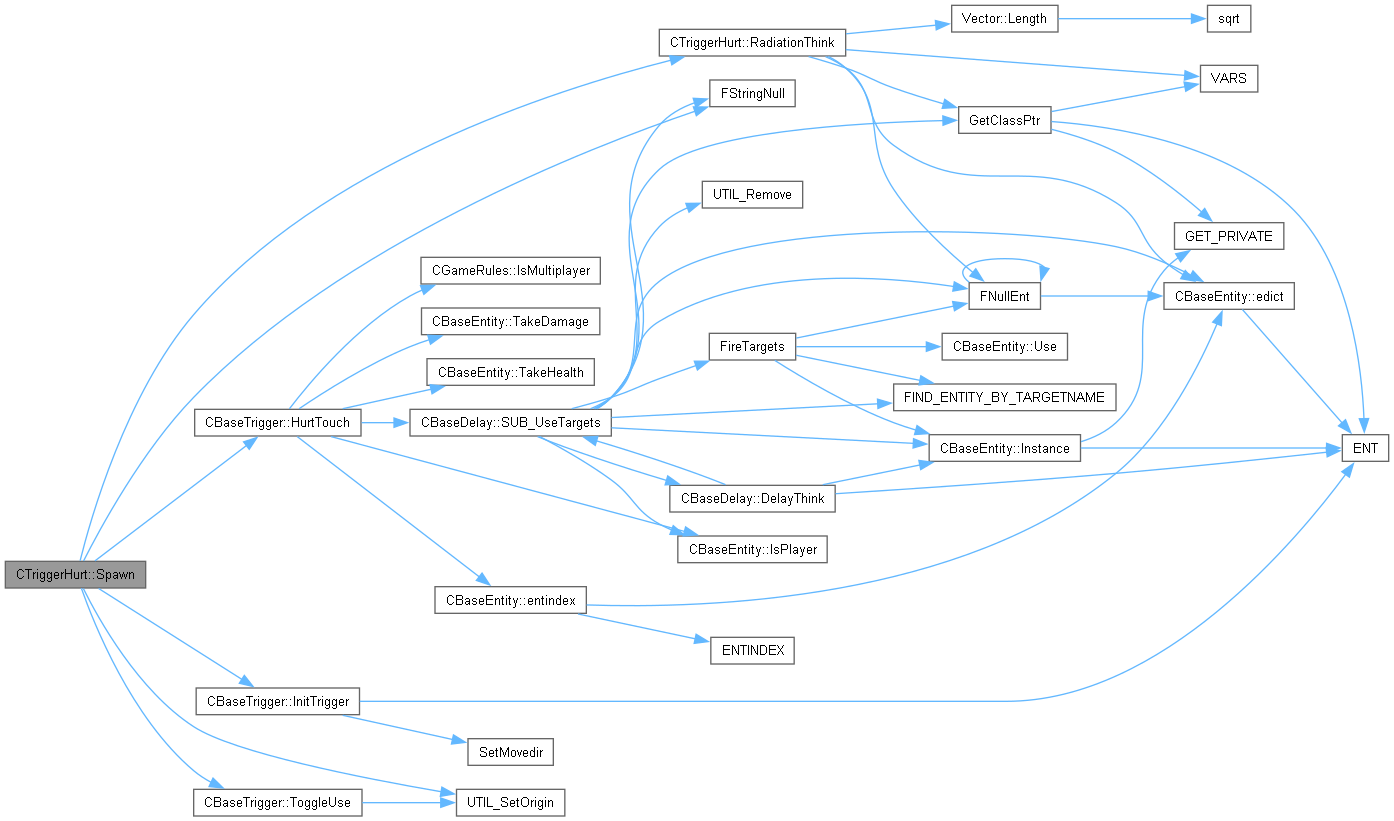 Vector::Length
sqrt
CTriggerHurt::RadiationThink
VARS
FStringNull
GetClassPtr
UTIL_Remove
GET_PRIVATE
CGameRules::IsMultiplayer
FNullEnt
CBaseEntity::edict
CBaseEntity::TakeDamage
FireTargets
CBaseEntity::Use
CBaseEntity::TakeHealth
FIND_ENTITY_BY_TARGETNAME
CBaseTrigger::HurtTouch
CBaseDelay::SUB_UseTargets
CBaseEntity::Instance
ENT
CBaseDelay::DelayThink
CBaseEntity::IsPlayer
CTriggerHurt::Spawn
CBaseEntity::entindex
ENTINDEX
CBaseTrigger::InitTrigger
SetMovedir
CBaseTrigger::ToggleUse
UTIL_SetOrigin